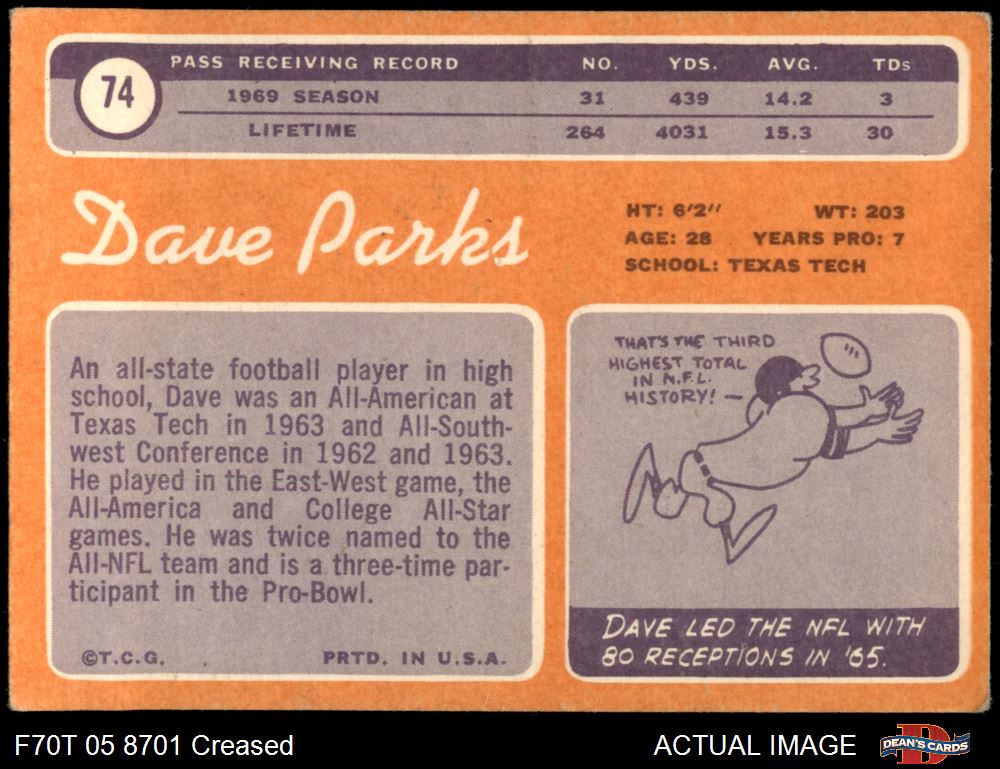 74
PASS RECEIVING RECORD NO. YDS. AVG. TDs
1969 SEASON 31 439 14.2 3
LIFETIME 264 4031 15.3 30
Dave Parks
HT: 6'2" WT: 203
AGE: 28 YEARS PRO: 7
SCHOOL: TEXAS TECH
An all-state football player in high
school, Dave was an All-American at
Texas Tech in 1963 and All-South-
west Conference in 1962 and 1963.
He played in the East-West game, the
All-America and College All-Star
games. He was twice named to the
All-NFL team and is a three-time par-
ticipant in the Pro-Bowl.
©T.C.G. PRTD. IN U.S.A.
THAT'S THE THIRD
HIGHEST TOTAL
IN N.F.L.
HISTORY!
DAVE LED THE NFL WITH
80 RECEPTIONS IN '65.
F70T 05 8701 Creased
ACTUAL IMAGE
DEAN'S CARDS